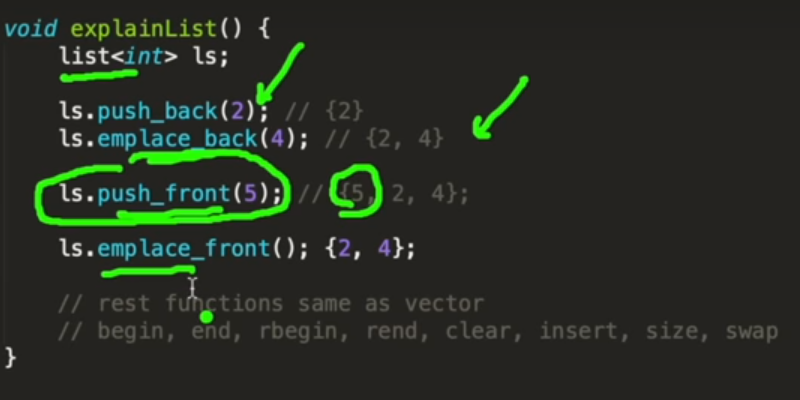 void explainList() {
list<int> ls;
ls.push_back(2); // {2}
ls.emplace_back(4); // {2, 4}
ls.push_front(5); // {5, 2, 4};
ls.emplace_front(); {2, 4};
// rest functions same as vector
// begin, end, rbegin, rend, clear, insert, size, swap
}